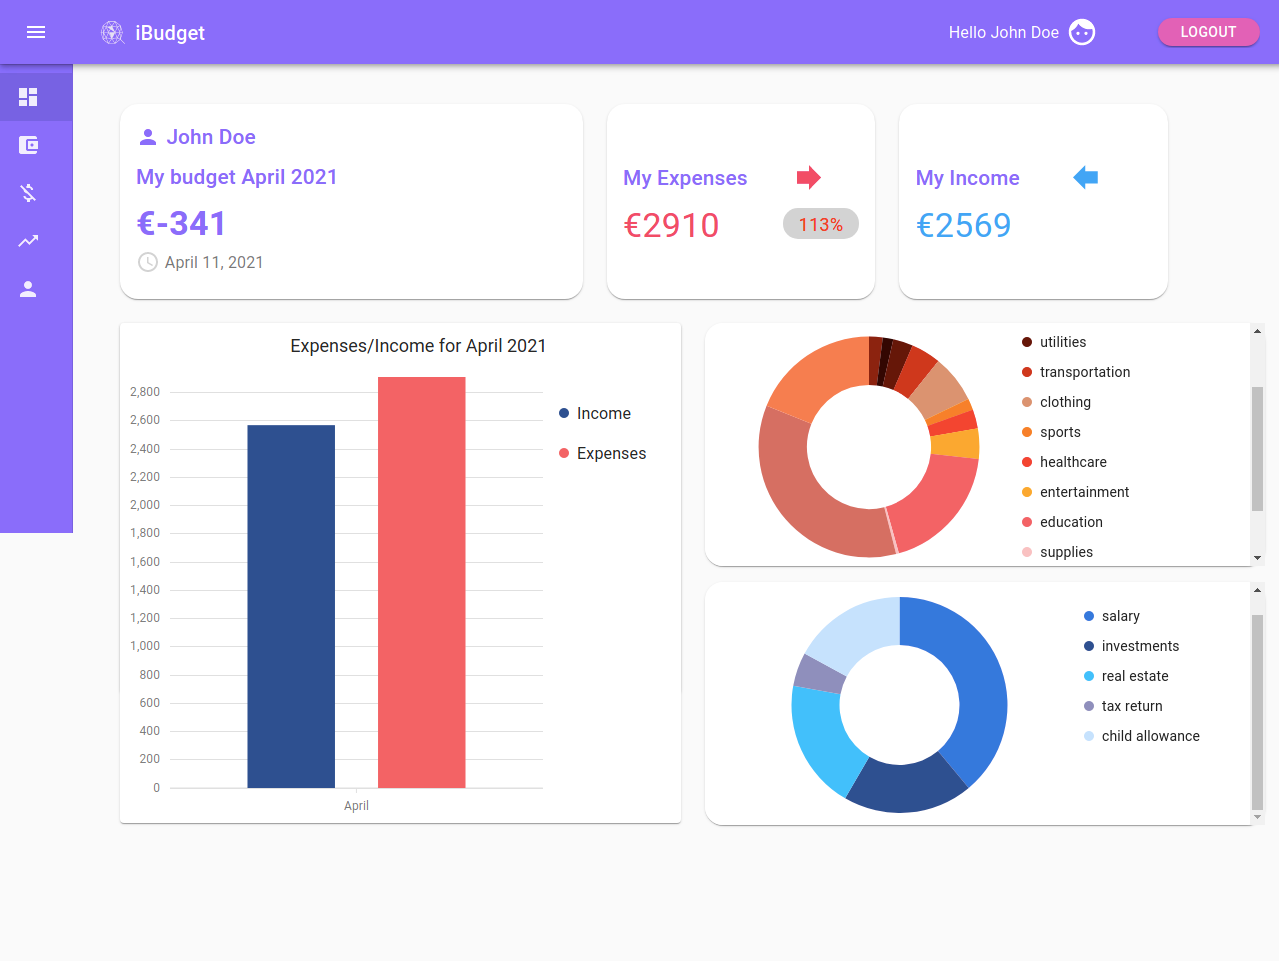 iBudget
Hello John Doe
LOGOUT
John Doe
My budget April 2021
€-341
April 11, 2021
My Expenses
€2910
113%
My Income
€2569
Expenses/Income for April 2021
2,800
2,600
2,400
2,200
2,000
1,800
1,600
1,400
1,200
1,000
800
600
400
200
0
April
Income
Expenses
utilities
transportation
clothing
sports
healthcare
entertainment
education
supplies
salary
investments
real estate
tax return
child allowance